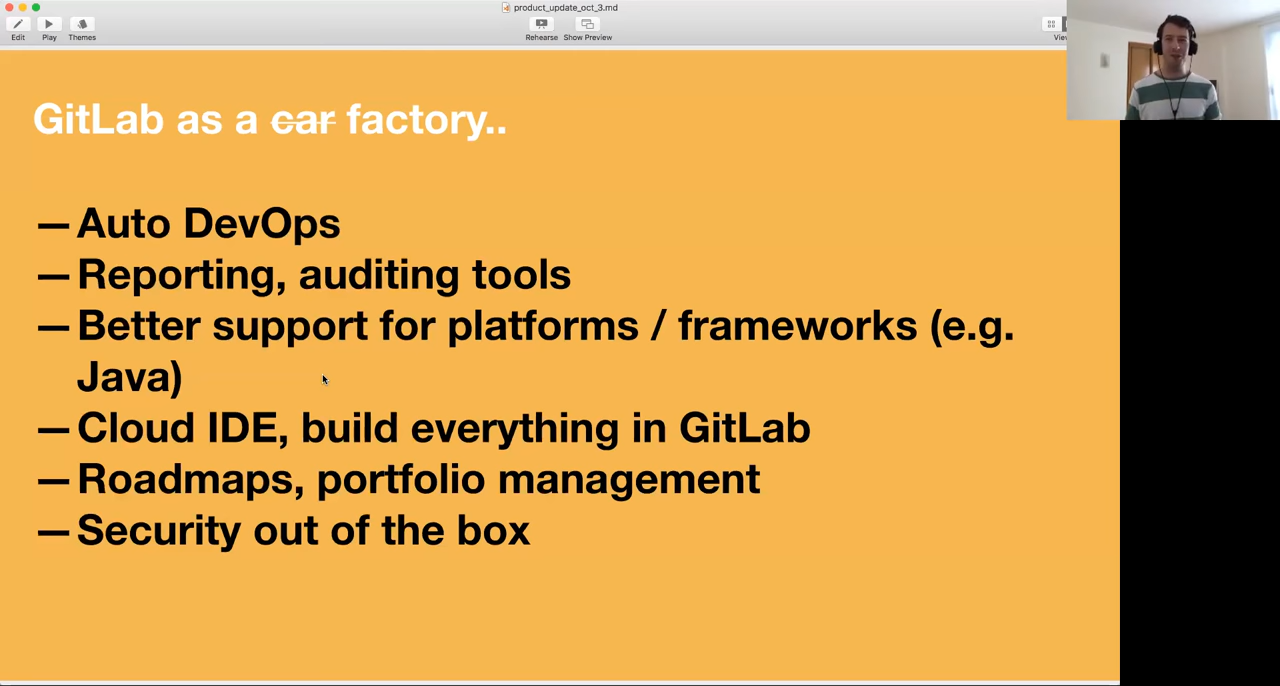 product_update_oct_3.md
Edit Play Themes Rehearse Show Preview
GitLab as a car factory..
— Auto DevOps
— Reporting, auditing tools
— Better support for platforms / frameworks (e.g.
Java)
— Cloud IDE, build everything in GitLab
— Roadmaps, portfolio management
— Security out of the box